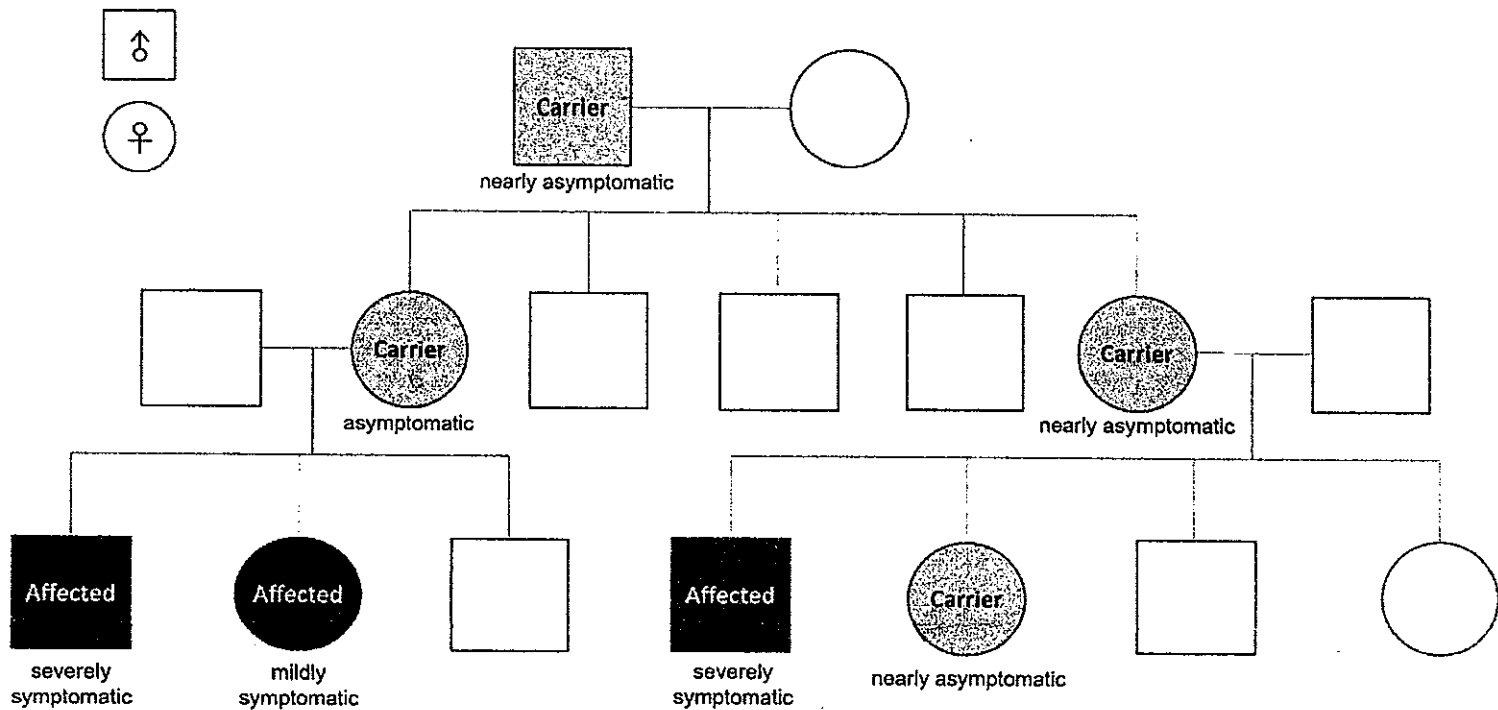 Carrier
nearly asymptomatic
Carrier
asymptomatic
Carrier
nearly asymptomatic
Affected
severely
symptomatic
Affected
mildly
symptomatic
Affected
severely
symptomatic
Carrier
nearly asymptomatic